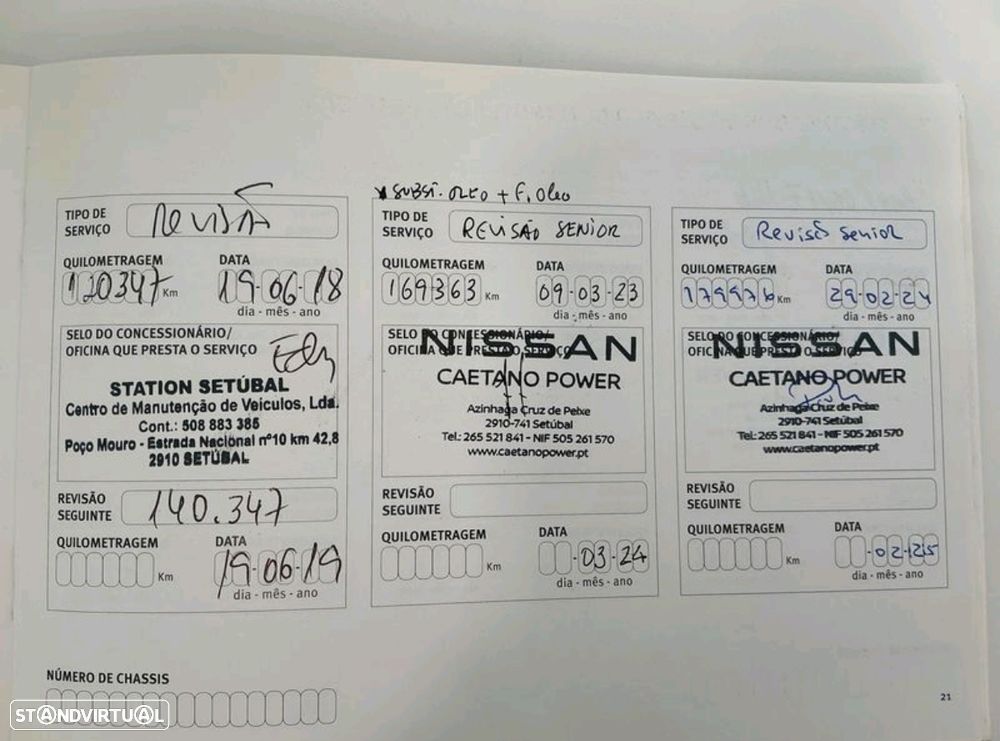 TIPO DE
SERVIÇO
REVISÃO
QUILOMETRAGEM
DATA
120347 Km
19-06-18
dia - mês - ano
SELO DO CONCESSIONÁRIO/
OFICINA QUE PRESTA O SERVIÇO
STATION SETÚBAL
Centro de Manutenção de Veículos, Lda.
Cont.: 508 883 385
Poço Mouro - Estrada Nacional nº10 km 42,8
2910 SETÚBAL
REVISÃO
SEGUINTE
140.347
QUILOMETRAGEM
DATA
Km
19-06-19
dia - mês - ano
SUBST. OLEO + F. Oleo
TIPO DE
SERVIÇO
REVISÃO SENIOR
QUILOMETRAGEM
DATA
169363 Km
09-03-23
dia - mês - ano
SELO DO CONCESSIONÁRIO/
OFICINA QUE PRESTA O SERVIÇO
NISSAN
CAETANO POWER
Azinhaga Cruz de Peixe
2910-741 Setúbal
Tel.: 265 521 841 - NIF 505 261 570
www.caetanopower.pt
REVISÃO
SEGUINTE
QUILOMETRAGEM
DATA
Km
-03-24
dia - mês - ano
TIPO DE
SERVIÇO
Revisão senior
QUILOMETRAGEM
DATA
179976 Km
29-02-24
dia - mês - ano
SELO DO CONCESSIONÁRIO/
OFICINA QUE PRESTA O SERVIÇO
NISSAN
CAETANO POWER
Azinhaga Cruz de Peixe
2910-741 Setúbal
Tel.: 265 521 841 - NIF 505 261 570
www.caetanopower.pt
REVISÃO
SEGUINTE
QUILOMETRAGEM
DATA
Km
-02-25
dia - mês - ano
NÚMERO DE CHASSIS
21
STANDVIRTUAL